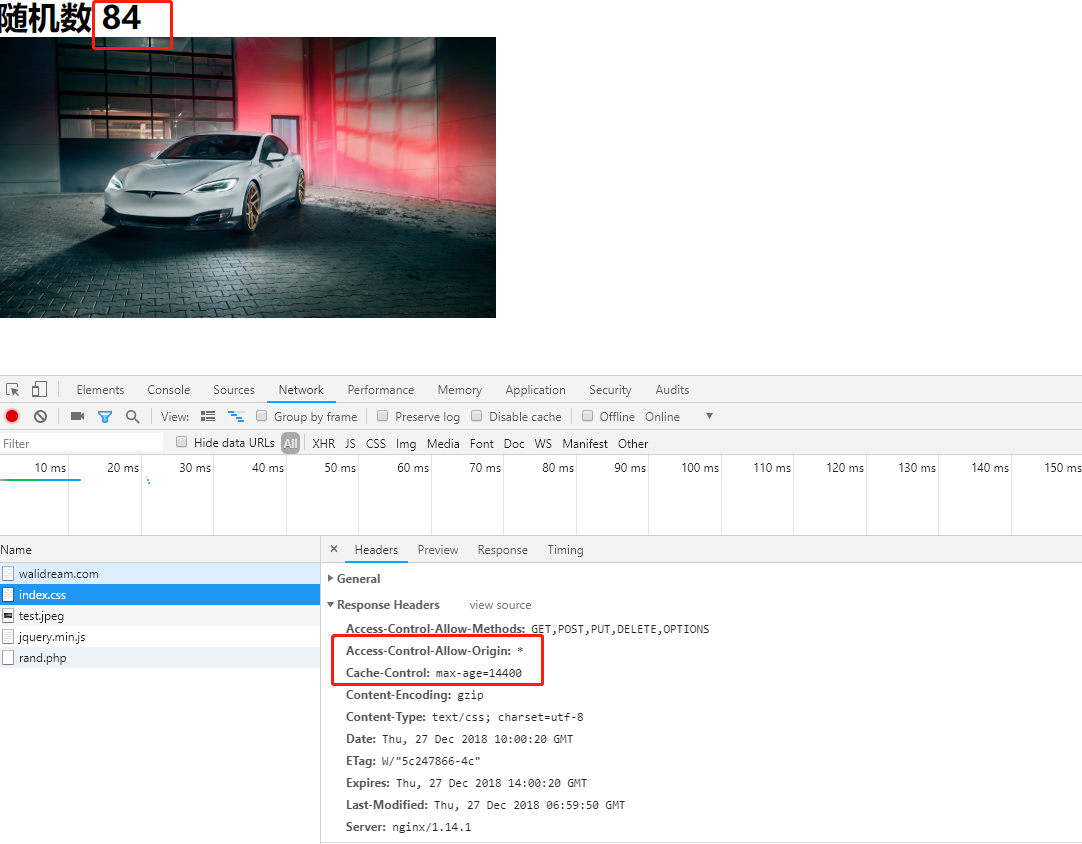 随机数 84
Elements Console Sources Network Performance Memory Application Security Audits
View: Group by frame Preserve log Disable cache Offline Online
Filter Hide data URLs All XHR JS CSS Img Media Font Doc WS Manifest Other
10 ms 20 ms 30 ms 40 ms 50 ms 60 ms 70 ms 80 ms 90 ms 100 ms 110 ms 120 ms 130 ms 140 ms 150 ms
Name
walidream.com
index.css
test.jpeg
jquery.min.js
rand.php
× Headers Preview Response Timing
General
Response Headers view source
Access-Control-Allow-Methods: GET,POST,PUT,DELETE,OPTIONS
Access-Control-Allow-Origin: *
Cache-Control: max-age=14400
Content-Encoding: gzip
Content-Type: text/css; charset=utf-8
Date: Thu, 27 Dec 2018 10:00:20 GMT
ETag: W/"5c247866-4c"
Expires: Thu, 27 Dec 2018 14:00:20 GMT
Last-Modified: Thu, 27 Dec 2018 06:59:50 GMT
Server: nginx/1.14.1